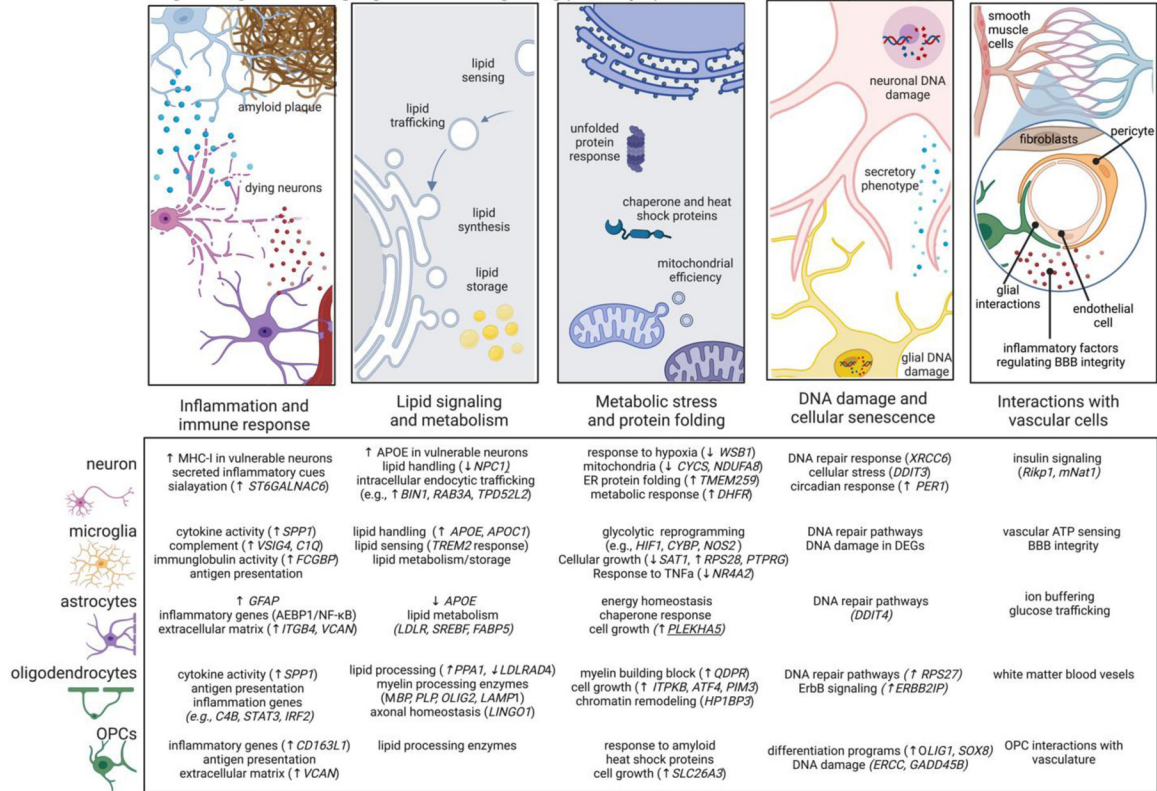 amyloid plaque
dying neurons
lipid
sensing
lipid
trafficking
lipid
synthesis
lipid
storage
unfolded
protein
response
chaperone and heat
shock proteins
mitochondrial
efficiency
neuronal DNA
damage
secretory
phenotype
glial DNA
damage
smooth
muscle
cells
fibroblasts
pericyte
glial
interactions
endothelial
cell
inflammatory factors
regulating BBB integrity
Inflammation and
immune response
Lipid signaling
and metabolism
Metabolic stress
and protein folding
DNA damage and
cellular senescence
Interactions with
vascular cells
neuron
↑ MHC-I in vulnerable neurons
secreted inflammatory cues
sialayation (↑ ST6GALNAC6)
↑ APOE in vulnerable neurons
lipid handling (↓NPC1)
intracellular endocytic trafficking
(e.g., ↑BIN1, RAB3A, TPD52L2)
response to hypoxia (↓ WSB1)
mitochondria (↓ CYCS, NDUFA8)
ER protein folding (↑ TMEM259)
metabolic response (↑DHFR)
DNA repair response (XRCC6)
cellular stress (DDIT3)
circadian response (↑ PER1)
insulin signaling
(Rikp1, mNat1)
microglia
cytokine activity (↑SPP1)
complement (↑VSIG4, C1Q)
immunglobulin activity (↑FCGBP)
antigen presentation
lipid handling (↑ APOE, APOC1)
lipid sensing (TREM2 response)
lipid metabolism/storage
glycolytic reprogramming
(e.g., HIF1, CYBP, NOS2 )
Cellular growth (↓SAT1, ↑RPS28, PTPRG)
Response to TNFa (↓NR4A2)
DNA repair pathways
DNA damage in DEGs
vascular ATP sensing
BBB integrity
astrocytes
↑ GFAP
inflammatory genes (AEBP1/NF-κB)
extracellular matrix (↑ITGB4, VCAN)
↓ APOE
lipid metabolism
(LDLR, SREBF, FABP5)
energy homeostasis
chaperone response
cell growth (↑PLEKHA5)
DNA repair pathways
(DDIT4)
ion buffering
glucose trafficking
oligodendrocytes
cytokine activity (↑SPP1)
antigen presentation
inflammation genes
(e.g., C4B, STAT3, IRF2)
lipid processing (↑PPA1, ↓LDLRAD4)
myelin processing enzymes
(MBP, PLP, OLIG2, LAMP1)
axonal homeostasis (LINGO1)
myelin building block (↑QDPR)
cell growth (↑ ITPKB, ATF4, PIM3)
chromatin remodeling (HP1BP3)
DNA repair pathways (↑ RPS27)
ErbB signaling (↑ERBB2IP)
white matter blood vessels
OPCs
inflammatory genes (↑CD163L1)
antigen presentation
extracellular matrix (↑VCAN)
lipid processing enzymes
response to amyloid
heat shock proteins
cell growth (↑SLC26A3)
differentiation programs (↑OLIG1, SOX8)
DNA damage (ERCC, GADD45B)
OPC interactions with
vasculature